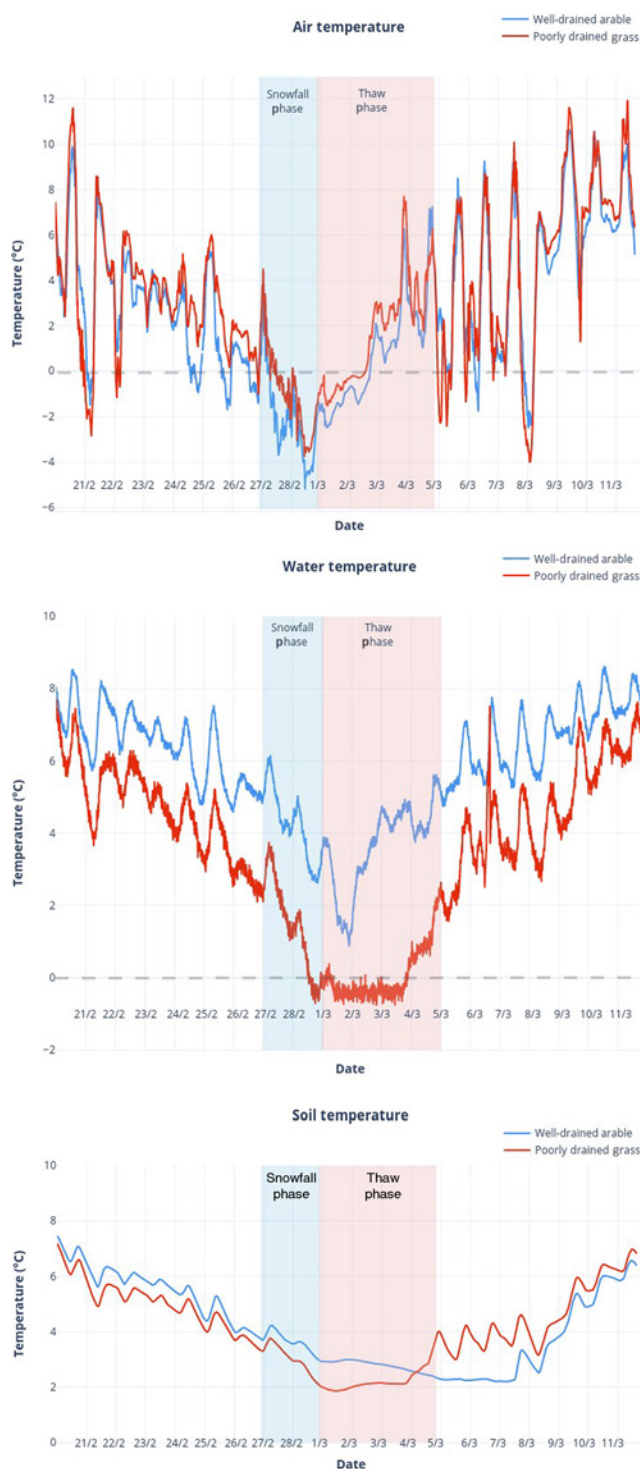 Air temperature
Well-drained arable
Poorly drained grass
Snowfall
phase
Thaw
phase
12
10
8
6
4
2
0
−2
−4
−6
Temperature (°C)
21/2 22/2 23/2 24/2 25/2 26/2 27/2 28/2 1/3 2/3 3/3 4/3 5/3 6/3 7/3 8/3 9/3 10/3 11/3
Date
Water temperature
Well-drained arable
Poorly drained grass
Snowfall
phase
Thaw
phase
10
8
6
4
2
0
−2
Temperature (°C)
21/2 22/2 23/2 24/2 25/2 26/2 27/2 28/2 1/3 2/3 3/3 4/3 5/3 6/3 7/3 8/3 9/3 10/3 11/3
Date
Soil temperature
Well-drained arable
Poorly drained grass
Snowfall
phase
Thaw
phase
10
8
6
4
2
0
Temperature (°C)
21/2 22/2 23/2 24/2 25/2 26/2 27/2 28/2 1/3 2/3 3/3 4/3 5/3 6/3 7/3 8/3 9/3 10/3 11/3
Date